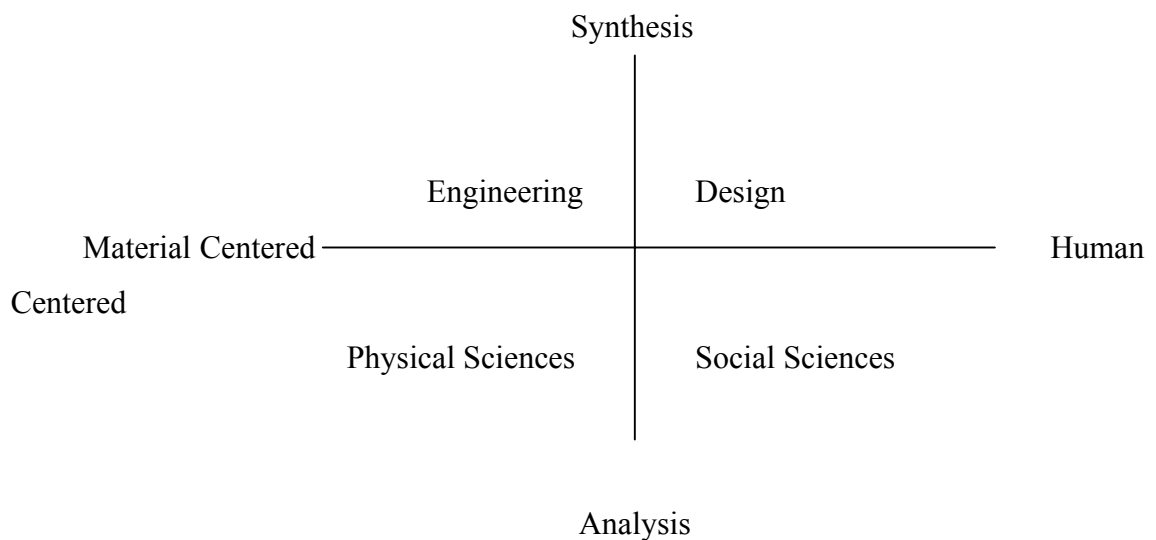 Synthesis
Engineering Design
Material Centered Human
Centered
Physical Sciences Social Sciences
Analysis